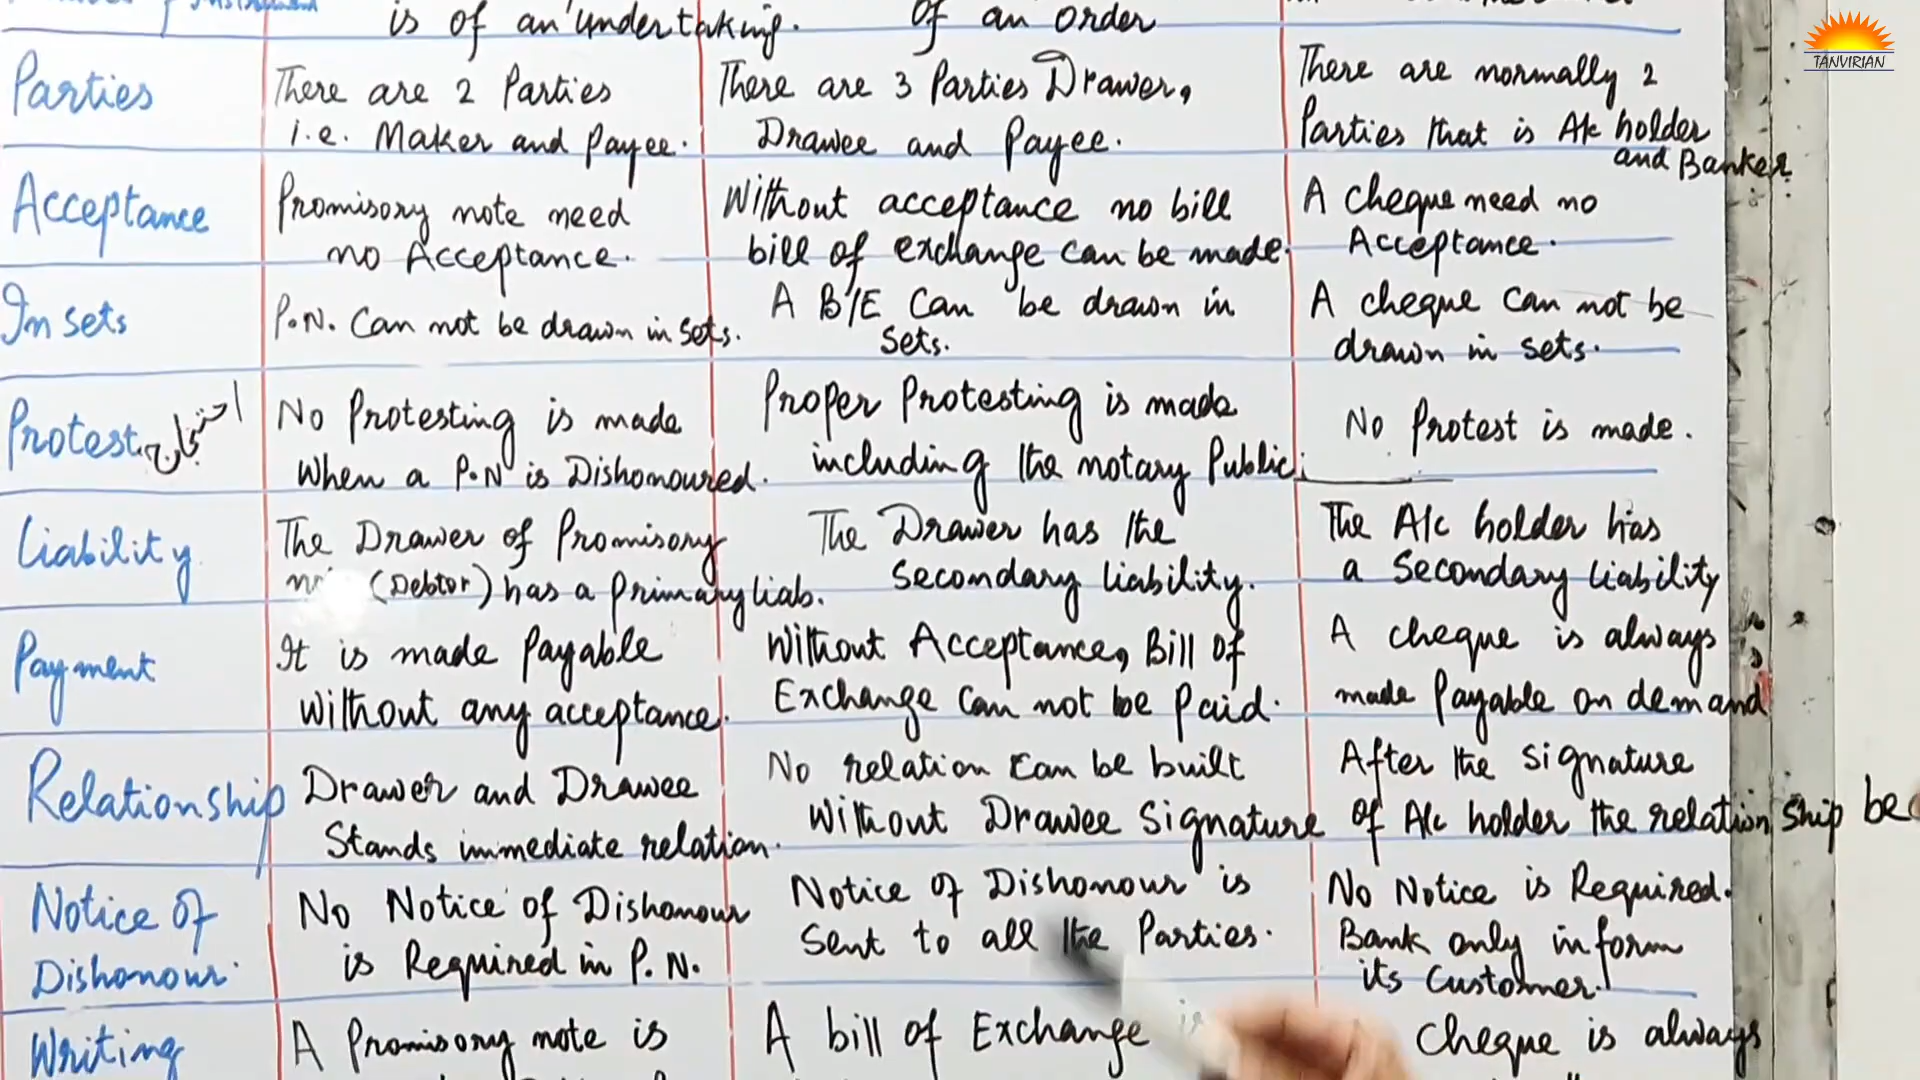 Instrument
is of an undertaking.
of an order
TANVIRIAN
Parties
There are 2 Parties
i.e. Maker and Payee.
There are 3 Parties Drawer,
Drawee and Payee.
There are normally 2
Parties that is A/c holder
and Banker
Acceptance
Promisory note need
no Acceptance.
Without acceptance no bill
bill of exchange can be made.
A cheque need no
Acceptance.
In sets
P.N. Can not be drawn in sets.
A B/E Can be drawn in
Sets.
A cheque can not be
drawn in sets.
Protest احتجاج
No Protesting is made
When a P.N is Dishonoured.
Proper Protesting is made
including the notary Public.
No Protest is made.
Liability
The Drawer of Promisory
(Debtor) has a primary liab.
The Drawer has the
secondary liability.
The A/c holder has
a Secondary liability
Payment
It is made Payable
without any acceptance.
Without Acceptance, Bill of
Exchange can not be paid.
A cheque is always
made Payable on demand
Relationship
Drawer and Drawee
Stands immediate relation.
No relation can be built
Without Drawee signature
After the signature
of A/c holder the relation ship be
Notice of
Dishonour.
No Notice of Dishonour
is Required in P.N.
Notice of Dishonour is
sent to all the Parties.
No Notice is Required.
Bank only inform
its Customer.
Writing
A Promisory note is
A bill of Exchange is
Cheque is always